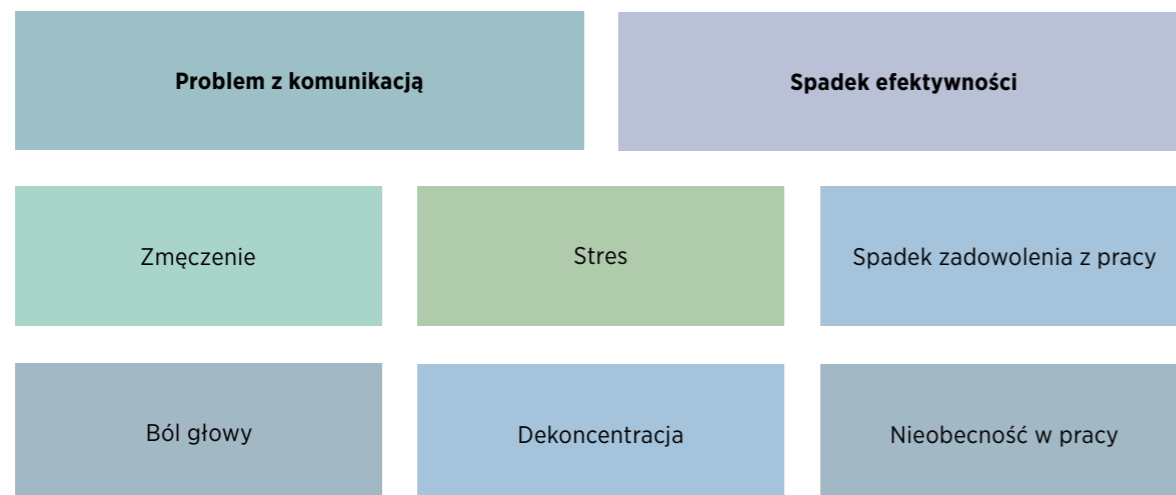 Problem z komunikacją
Spadek efektywności
Zmęczenie
Stres
Spadek zadowolenia z pracy
Ból głowy
Dekoncentracja
Nieobecność w pracy